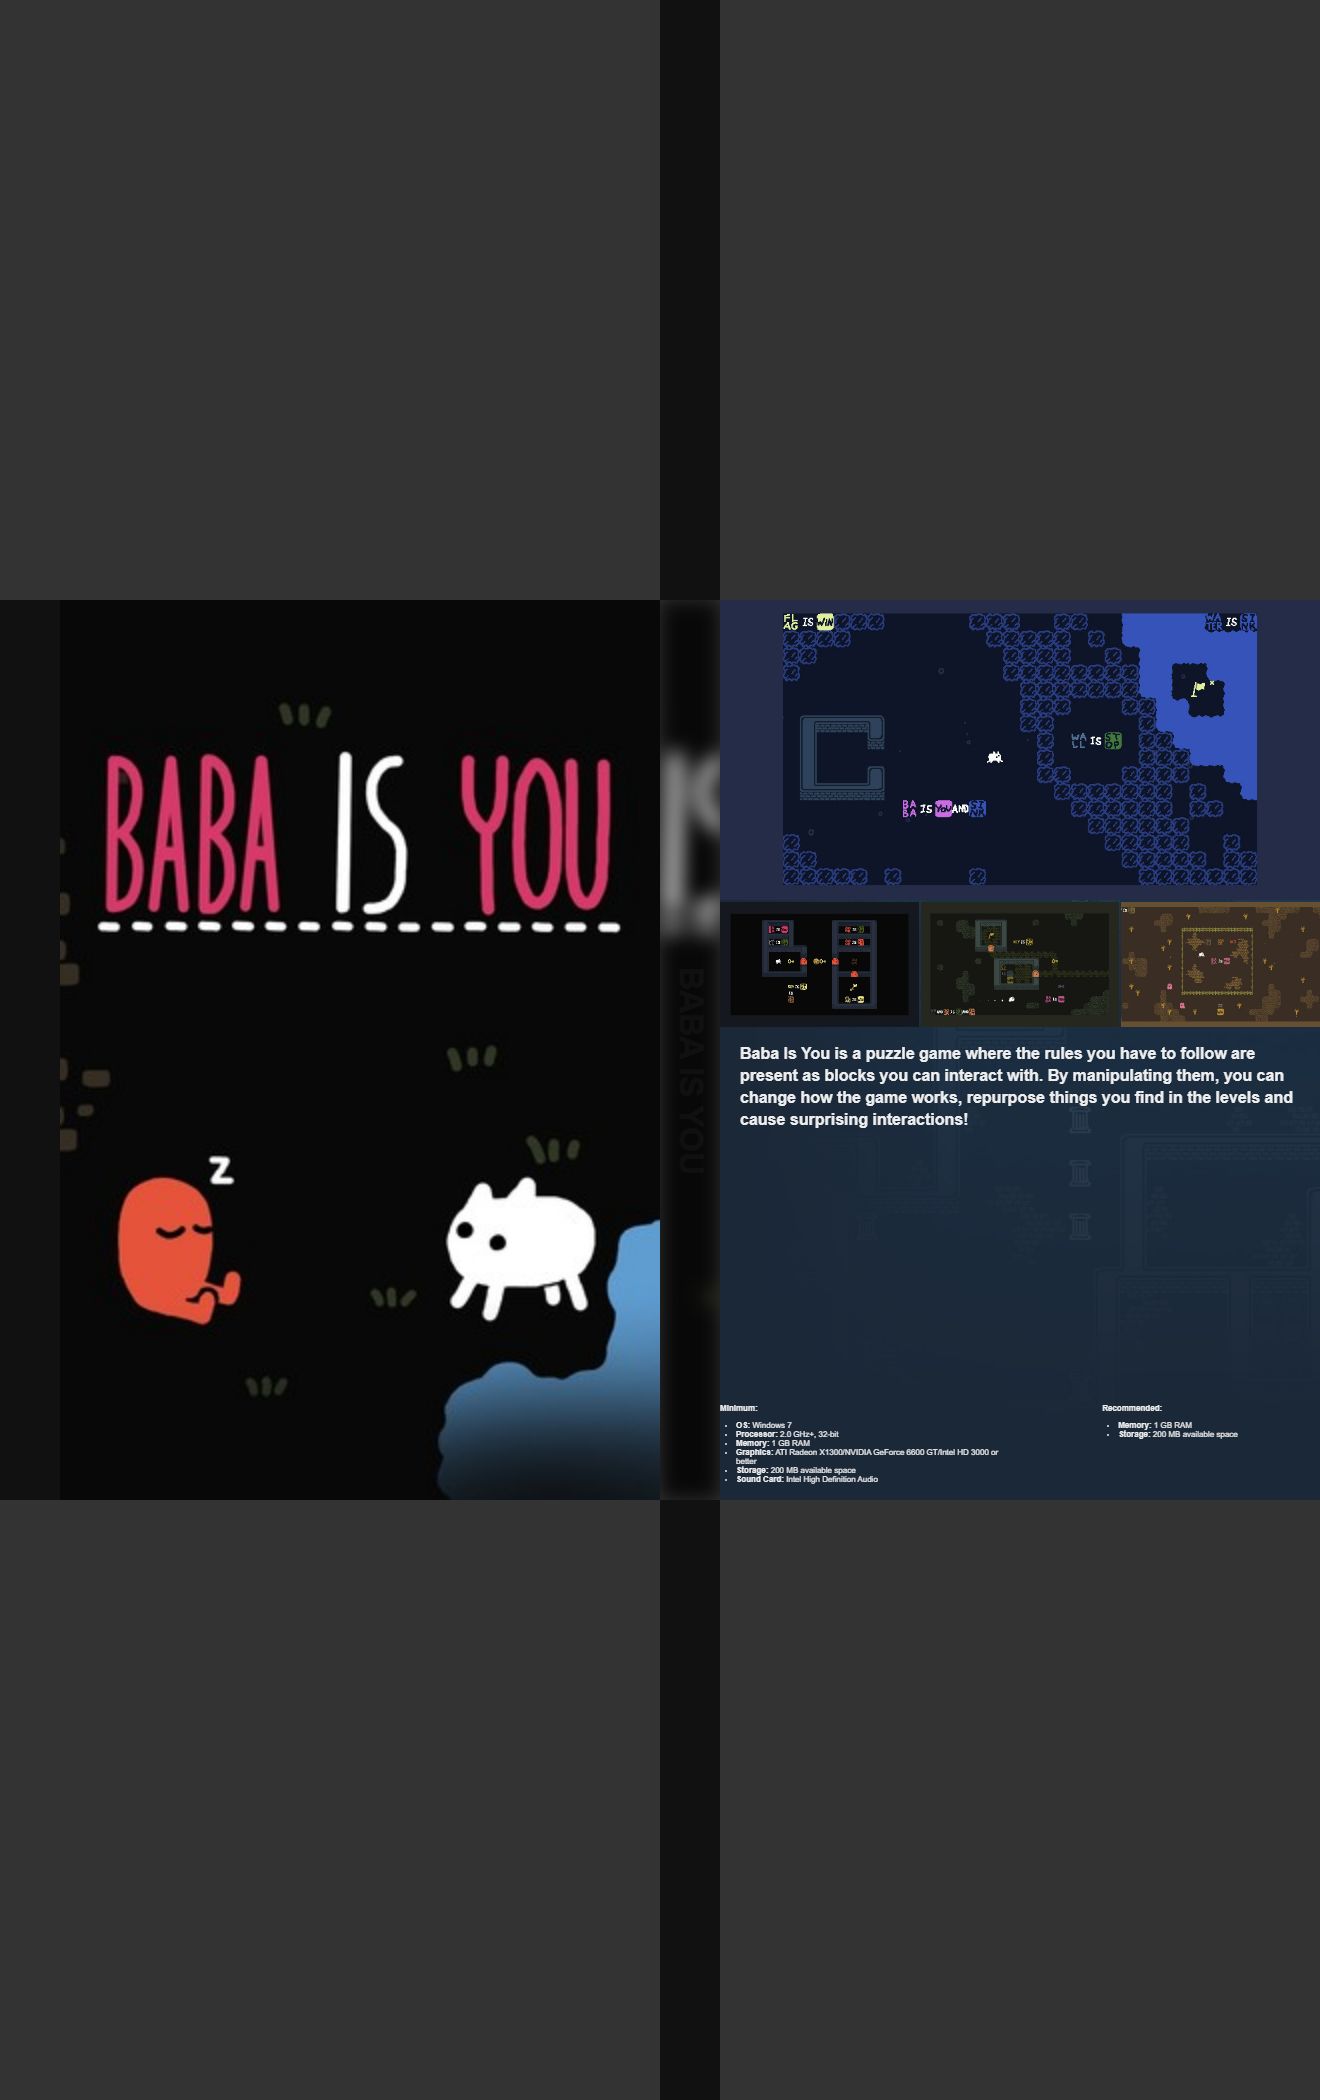 BABA IS YOU
Z
BABA IS YOU
FLAG IS WIN
WATER IS SINK
WALL IS STOP
BABA IS YOU AND SINK
Baba Is You is a puzzle game where the rules you have to follow are
present as blocks you can interact with. By manipulating them, you can
change how the game works, repurpose things you find in the levels and
cause surprising interactions!
Minimum:
• OS: Windows 7
• Processor: 2.0 GHz+, 32-bit
• Memory: 1 GB RAM
• Graphics: ATI Radeon X1300/NVIDIA GeForce 6600 GT/Intel HD 3000 or
better
• Storage: 200 MB available space
• Sound Card: Intel High Definition Audio
Recommended:
• Memory: 1 GB RAM
• Storage: 200 MB available space